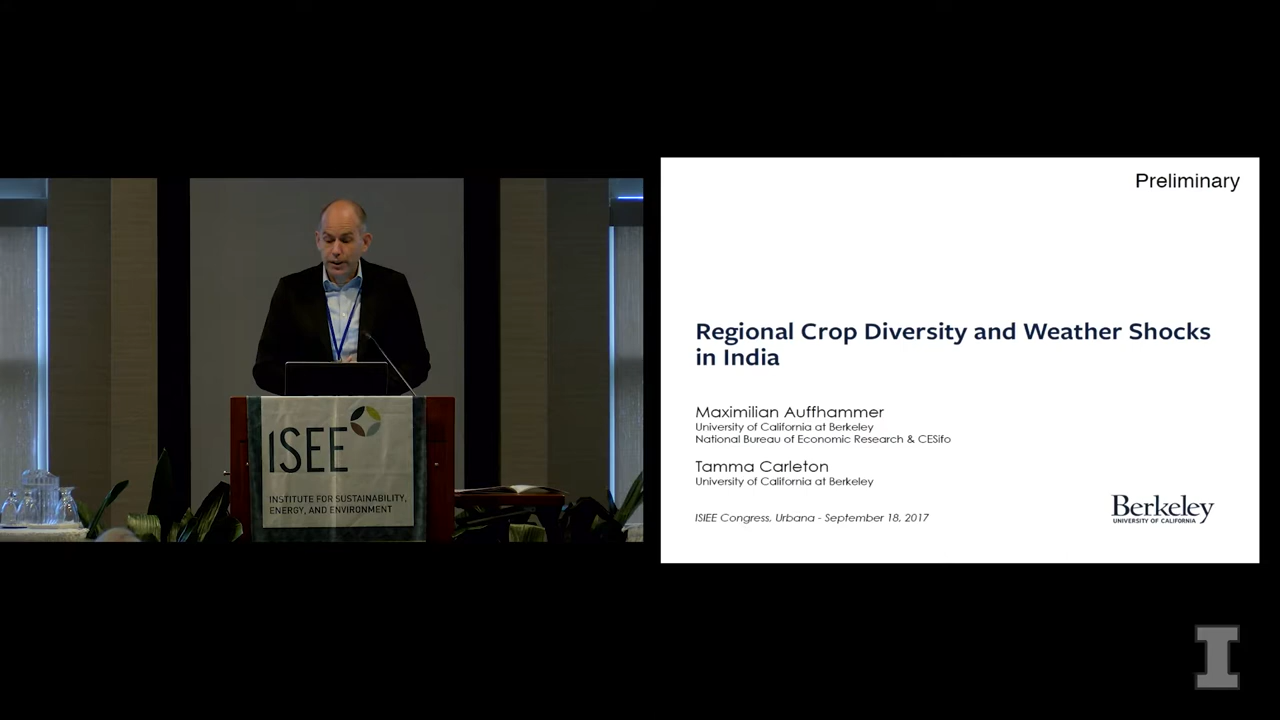 ISEE
INSTITUTE FOR SUSTAINABILITY,
ENERGY, AND ENVIRONMENT
Preliminary
Regional Crop Diversity and Weather Shocks
in India
Maximilian Auffhammer
University of California at Berkeley
National Bureau of Economic Research & CESifo
Tamma Carleton
University of California at Berkeley
ISIEE Congress, Urbana - September 18, 2017
Berkeley
UNIVERSITY OF CALIFORNIA
I